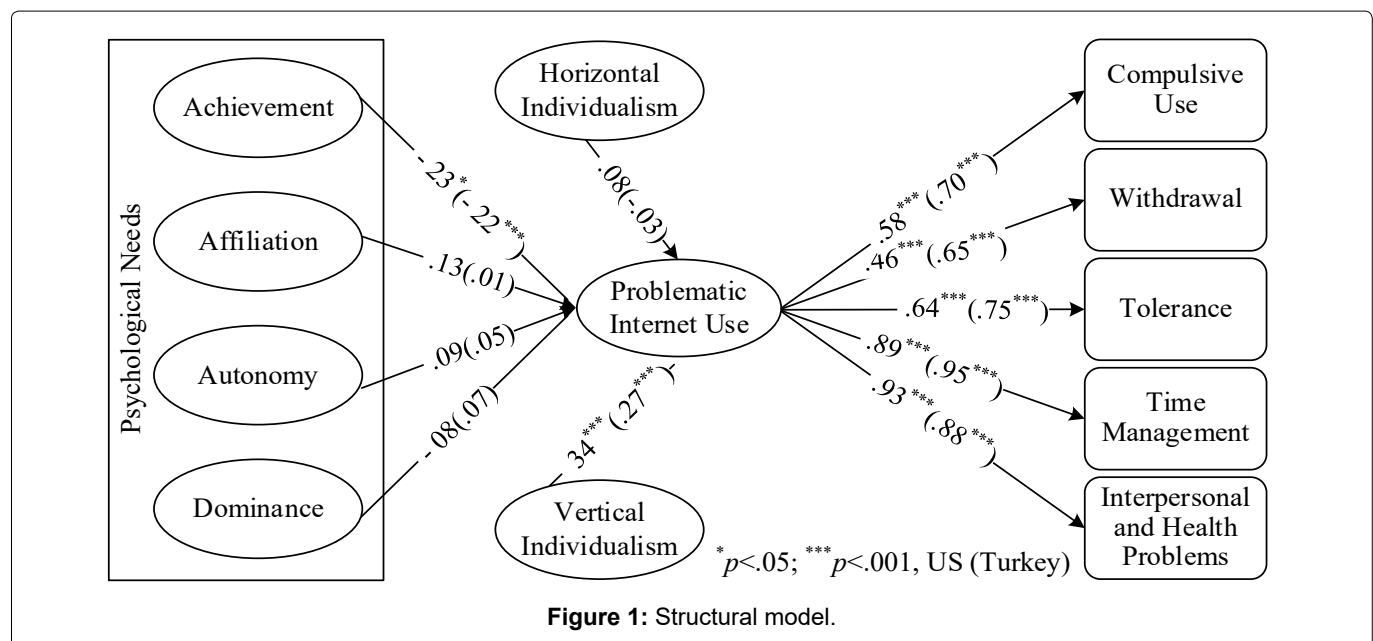 Psychological Needs
Achievement
Affiliation
Autonomy
Dominance
Horizontal
Individualism
Problematic
Internet Use
Vertical
Individualism
- .23*(- .22***)
.13(.01)
.09(.05)
- .08(.07)
.08(-.03)
.34*** (.27***)
.58*** (.70***)
.46*** (.65***)
.64***(.75***)
.89***(.95***)
.93***(.88***)
Compulsive
Use
Withdrawal
Tolerance
Time
Management
Interpersonal
and Health
Problems
*p<.05; ***p<.001, US (Turkey)
Figure 1: Structural model.